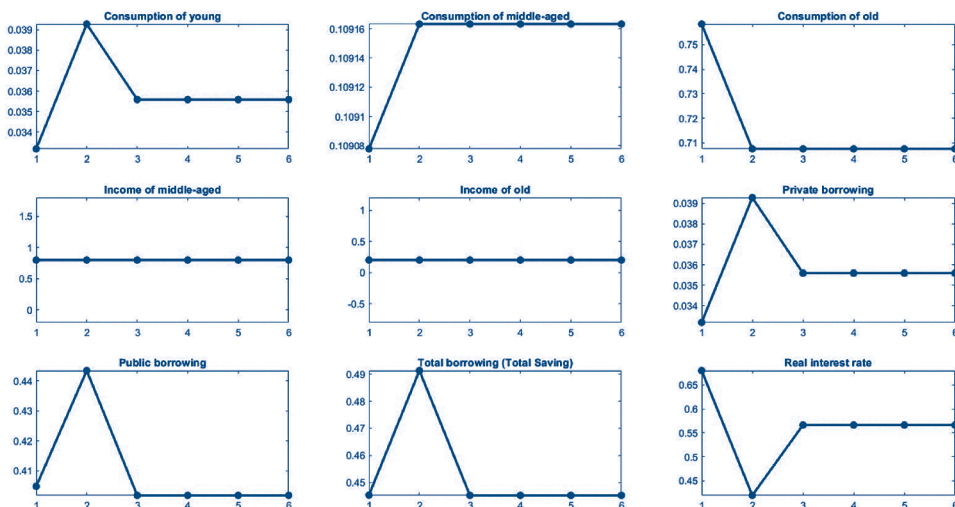 Consumption of young
0.039
0.037
0.036
0.035
0.034
1 2 3 4 5 6
Consumption of middle-aged
0.10916
0.10914
0.10912
0.1091
0.10908
1 2 3 4 5 6
Consumption of old
0.75
0.74
0.73
0.72
0.71
1 2 3 4 5 6
Income of middle-aged
1.5
1
0.5
0
1 2 3 4 5 6
Income of old
1
0.5
0
-0.5
1 2 3 4 5 6
Private borrowing
0.039
0.037
0.036
0.035
0.034
1 2 3 4 5 6
Public borrowing
0.44
0.43
0.42
0.41
1 2 3 4 5 6
Total borrowing (Total Saving)
0.49
0.48
0.47
0.46
0.45
1 2 3 4 5 6
Real interest rate
0.65
0.6
0.55
0.5
0.45
1 2 3 4 5 6